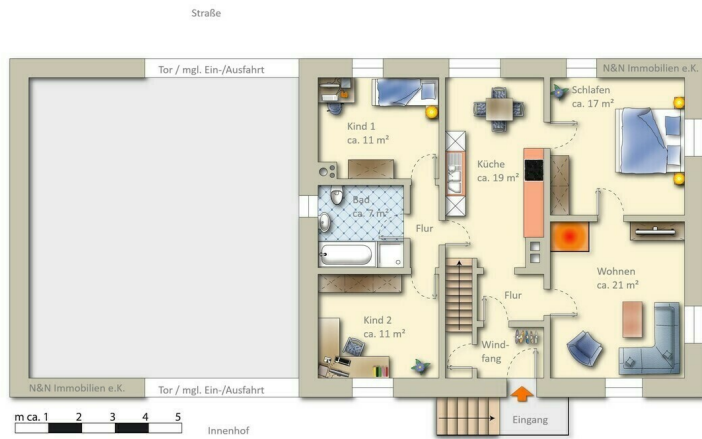 Straße
Tor / mgl. Ein-/Ausfahrt
N&N Immobilien e.K.
Schlafen
ca. 17 m²
Kind 1
ca. 11 m²
Küche
ca. 19 m²
Bad
ca. 7 m²
Flur
Wohnen
ca. 21 m²
Flur
Kind 2
ca. 11 m²
Wind-
fang
N&N Immobilien e.K.
Tor / mgl. Ein-/Ausfahrt
m ca. 1 2 3 4 5
Innenhof
Eingang